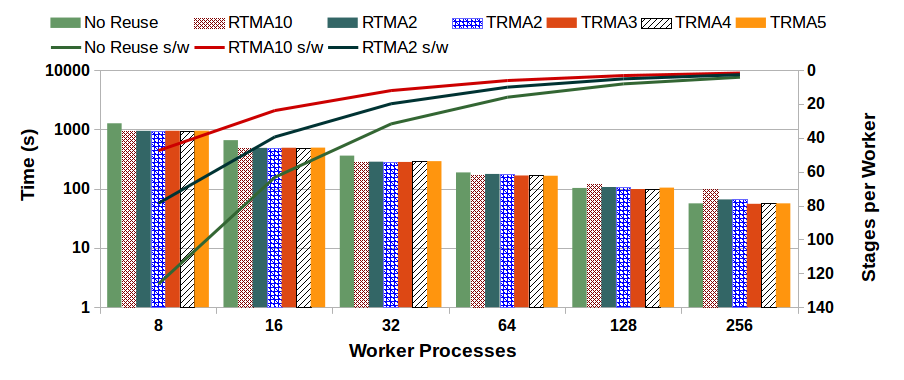 No Reuse RTMA10 RTMA2 TRMA2 TRMA3 TRMA4 TRMA5
No Reuse s/w RTMA10 s/w RTMA2 s/w
10000 0
20
1000
40
Time (s) 100 60 Stages per Worker
80
10
100
120
1 140
8 16 32 64 128 256
Worker Processes